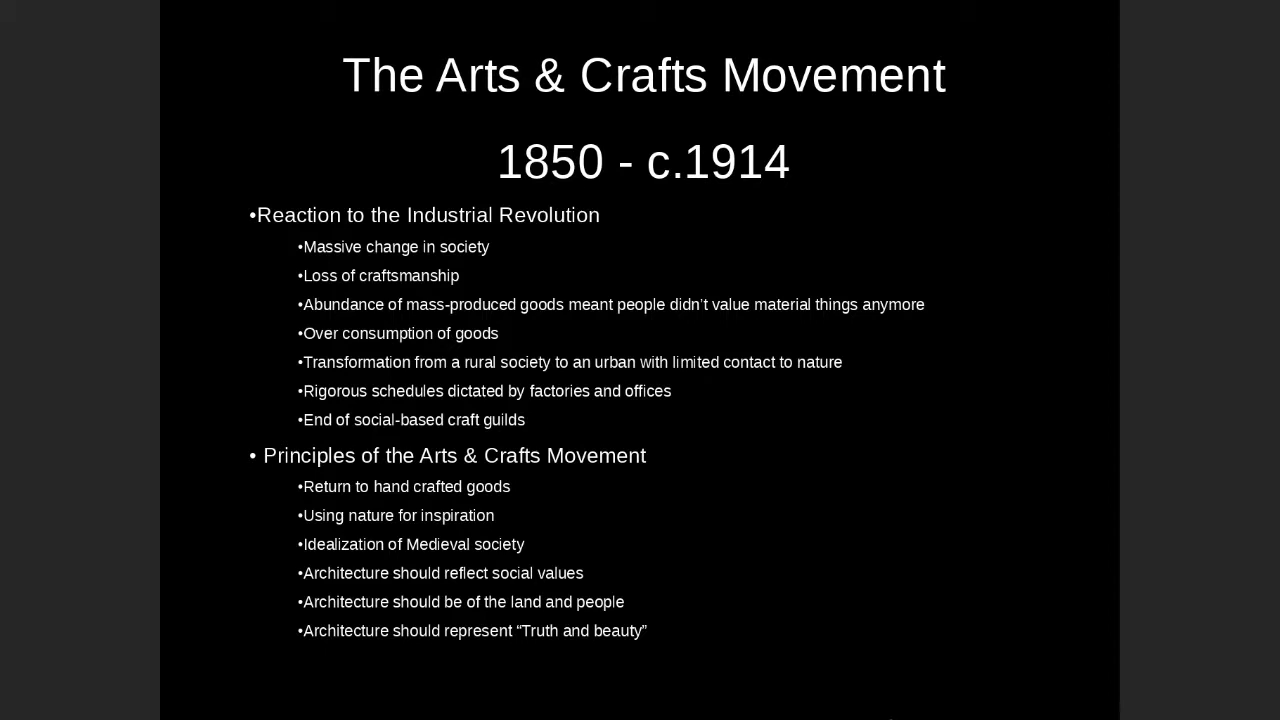 The Arts & Crafts Movement
1850 - c.1914
•Reaction to the Industrial Revolution
•Massive change in society
•Loss of craftsmanship
•Abundance of mass-produced goods meant people didn’t value material things anymore
•Over consumption of goods
•Transformation from a rural society to an urban with limited contact to nature
•Rigorous schedules dictated by factories and offices
•End of social-based craft guilds
• Principles of the Arts & Crafts Movement
•Return to hand crafted goods
•Using nature for inspiration
•Idealization of Medieval society
•Architecture should reflect social values
•Architecture should be of the land and people
•Architecture should represent “Truth and beauty”